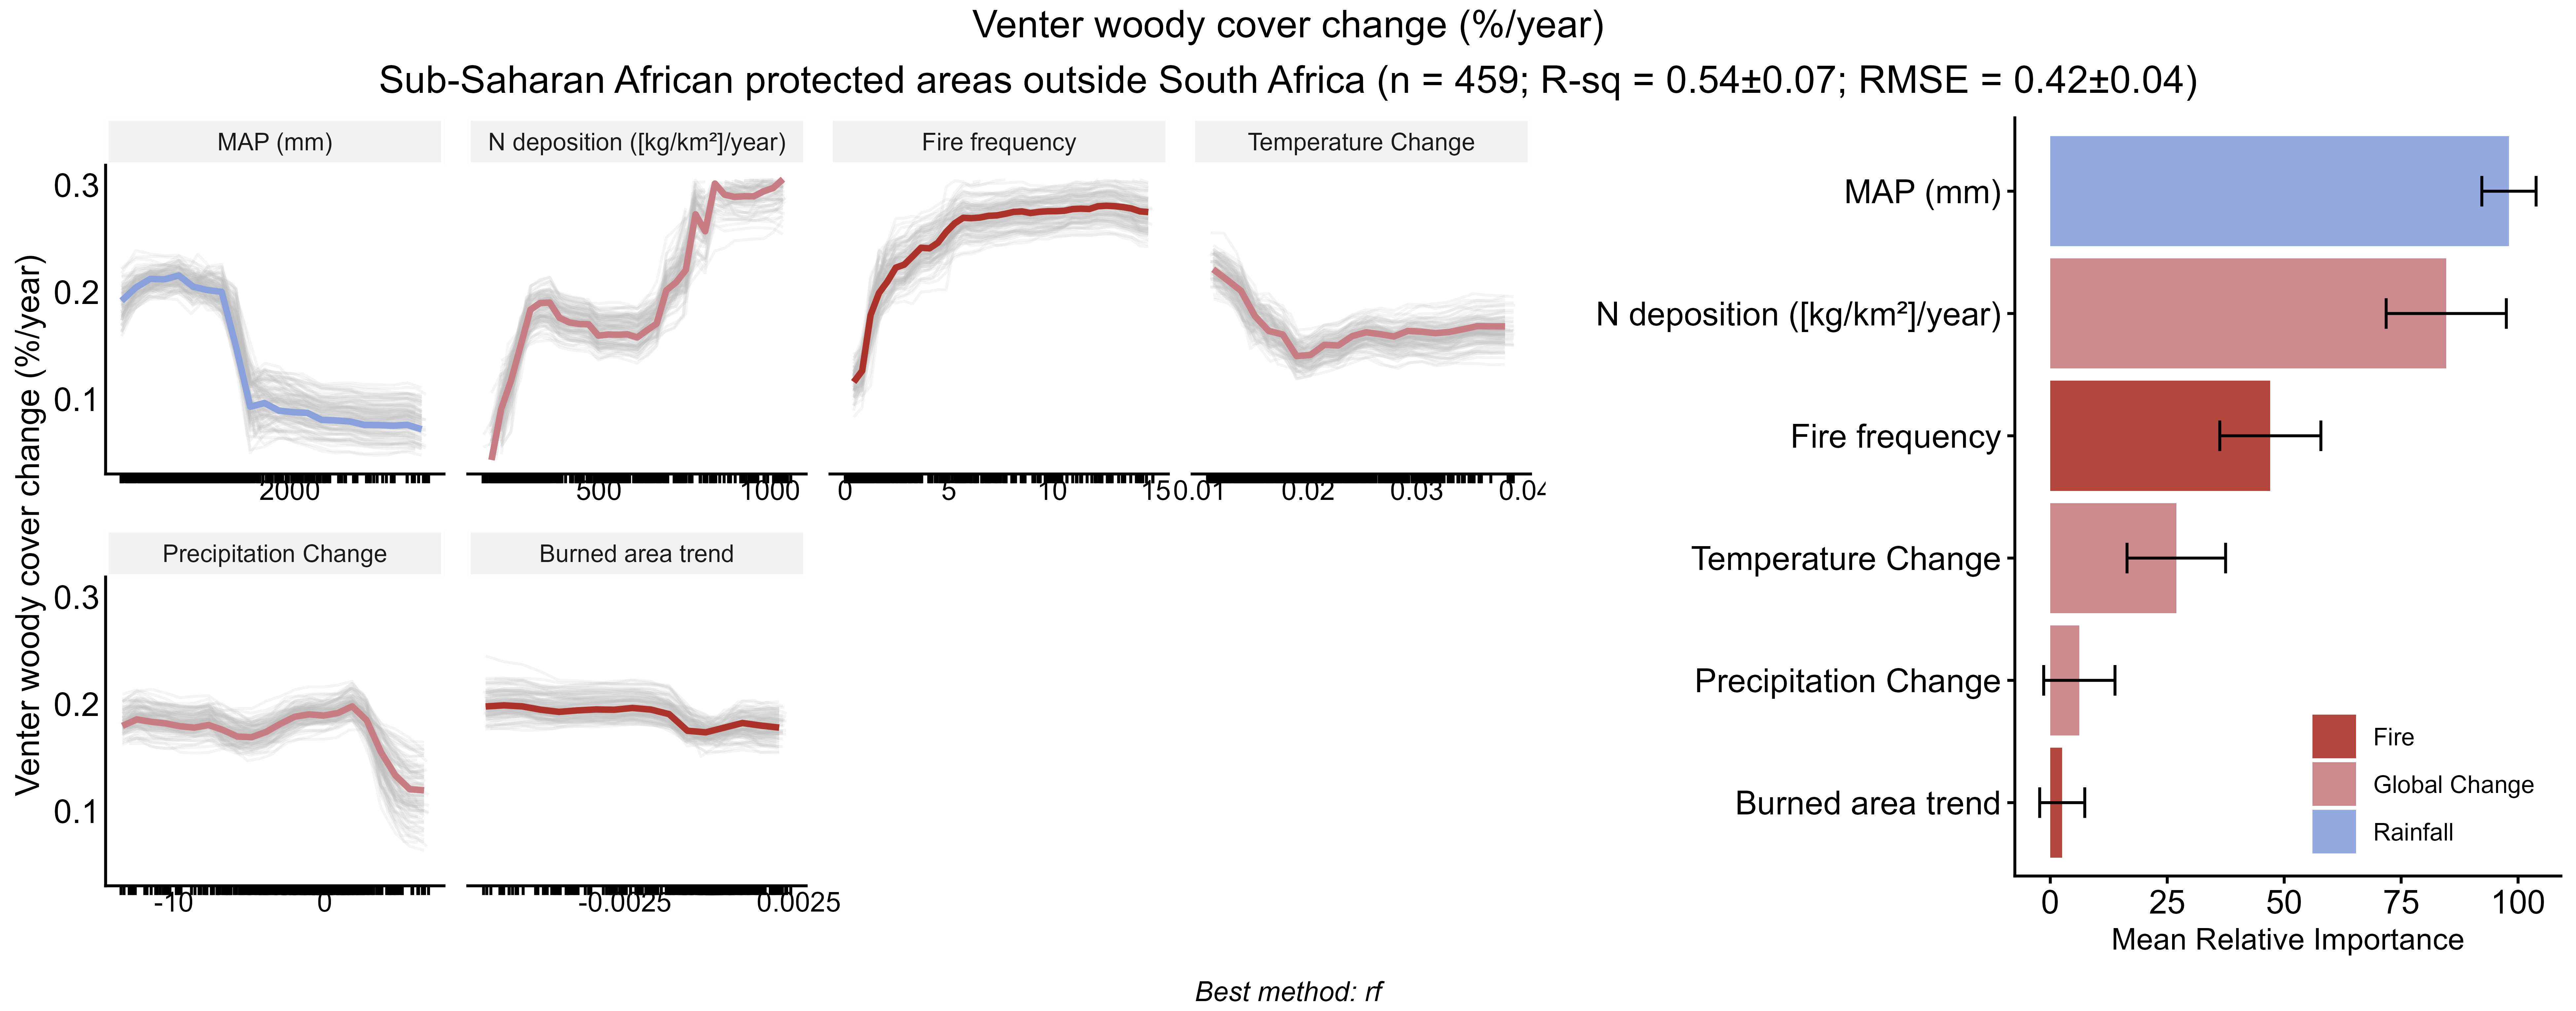 Venter woody cover change (%/year)
Sub-Saharan African protected areas outside South Africa (n = 459; R-sq = 0.54±0.07; RMSE = 0.42±0.04)
Venter woody cover change (%/year)
MAP (mm)
N deposition ([kg/km²]/year)
Fire frequency
Temperature Change
0.3
0.2
0.1
2000
500 1000
0 5 10 15
0.01 0.02 0.03 0.04
Precipitation Change
Burned area trend
0.3
0.2
0.1
-10 0
-0.0025 0.0025
MAP (mm)
N deposition ([kg/km²]/year)
Fire frequency
Temperature Change
Precipitation Change
Burned area trend
Fire
Global Change
Rainfall
0 25 50 75 100
Mean Relative Importance
Best method: rf